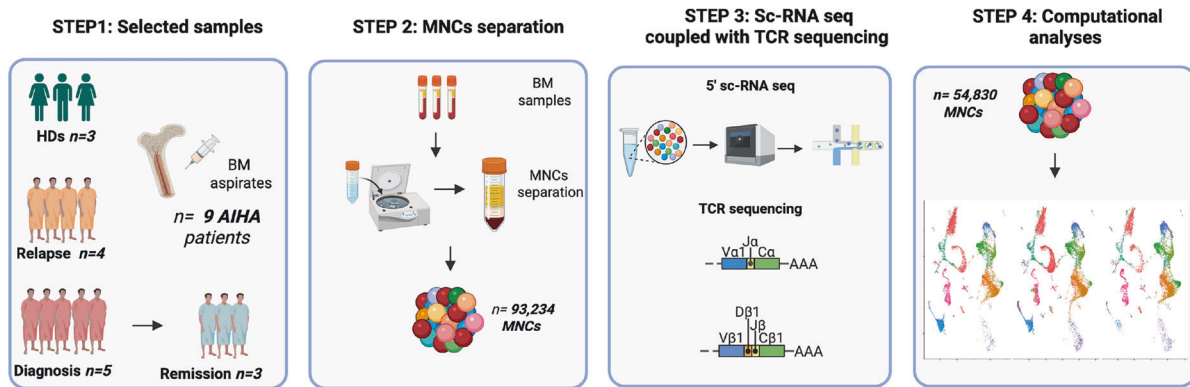 STEP1: Selected samples
HDs n=3
BM
aspirates
n= 9 AIHA
patients
Relapse n=4
Diagnosis n=5
Remission n=3
STEP 2: MNCs separation
BM
samples
MNCs
separation
n= 93,234
MNCs
STEP 3: Sc-RNA seq
coupled with TCR sequencing
5' sc-RNA seq
TCR sequencing
Jα
Vα1 Cα
AAA
Dβ1
Jβ
Vβ1 Cβ1
AAA
STEP 4: Computational
analyses
n= 54,830
MNCs